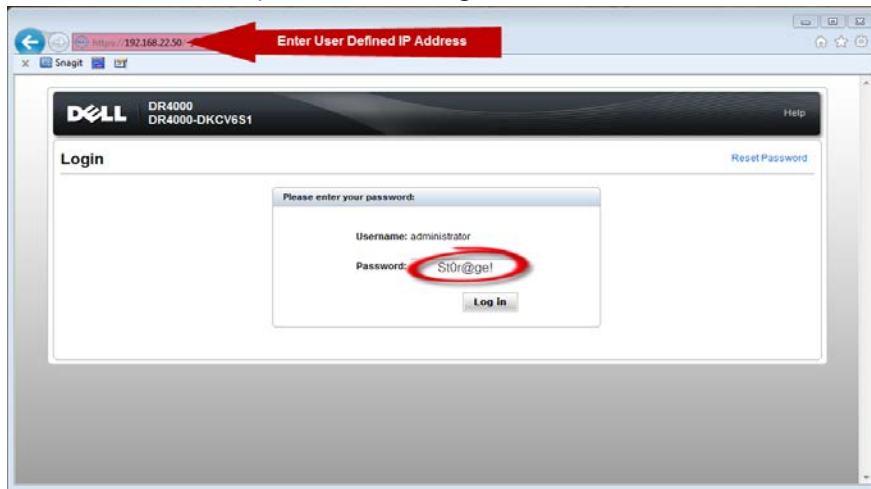 https://192.168.22.50
Enter User Defined IP Address
Snagit
DELL
DR4000
DR4000-DKCV6S1
Help
Login
Reset Password
Please enter your password:
Username: administrator
Password: St0r@ge!
Log in